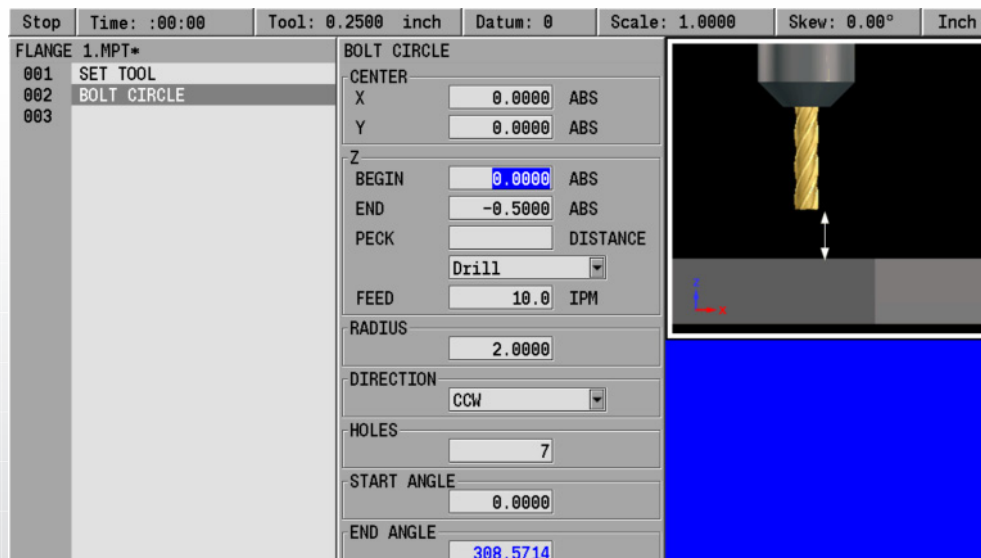 Stop Time: :00:00 Tool: 0.2500 inch Datum: 0 Scale: 1.0000 Skew: 0.00° Inch
FLANGE 1.MPT*
001 SET TOOL
002 BOLT CIRCLE
003
BOLT CIRCLE
CENTER
X 0.0000 ABS
Y 0.0000 ABS
Z
BEGIN 0.0000 ABS
END -0.5000 ABS
PECK DISTANCE
Drill
FEED 10.0 IPM
RADIUS
2.0000
DIRECTION
CCW
HOLES
7
START ANGLE
0.0000
END ANGLE
308.5714
Z
X